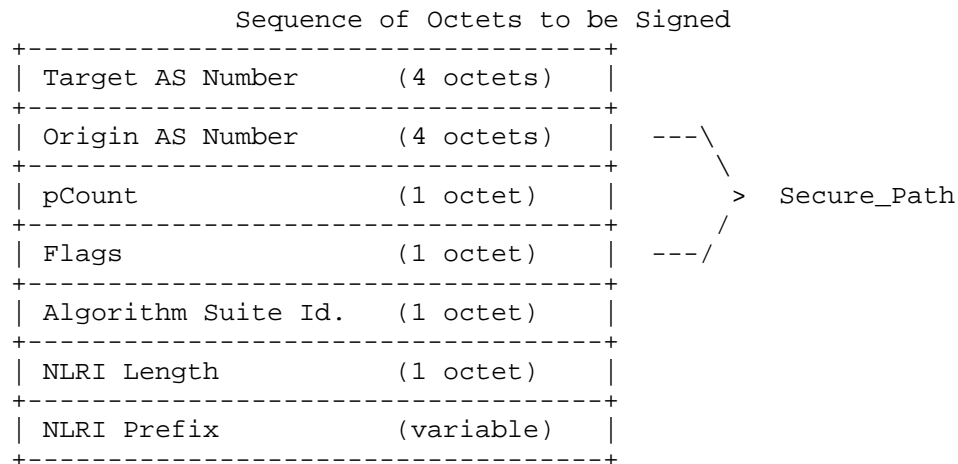 Sequence of Octets to be Signed
+------------------------------------+
| Target AS Number      (4 octets)   |
+------------------------------------+
| Origin AS Number      (4 octets)   |  ---\
+------------------------------------+      \
| pCount                (1 octet)    |       >  Secure_Path
+------------------------------------+      /
| Flags                 (1 octet)    |  ---/
+------------------------------------+
| Algorithm Suite Id.   (1 octet)    |
+------------------------------------+
| NLRI Length           (1 octet)    |
+------------------------------------+
| NLRI Prefix           (variable)   |
+------------------------------------+